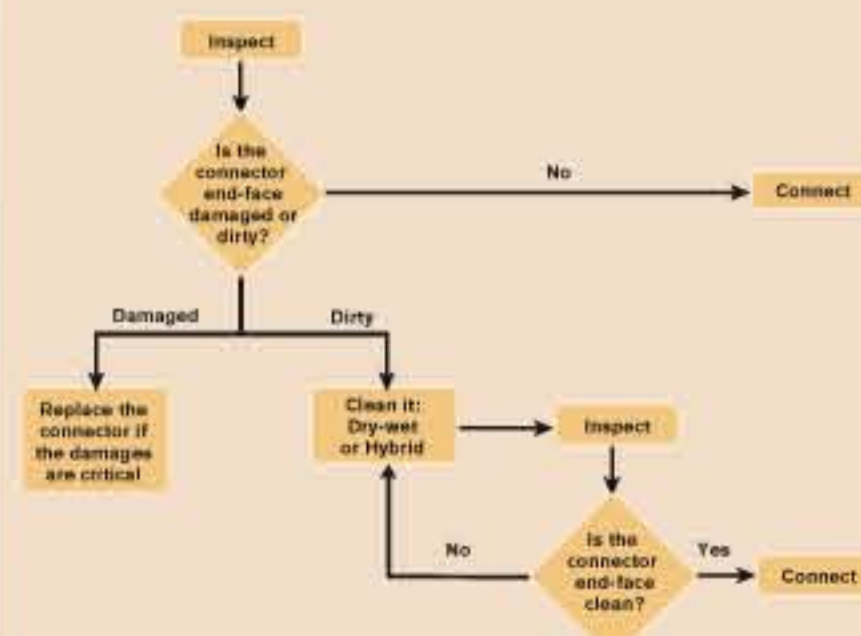 Inspect
Is the
connector
end-face
damaged or
dirty?
No
Connect
Damaged
Dirty
Replace the
connector if
the damages
are critical
Clean it:
Dry-wet
or Hybrid
Inspect
Is the
connector
end-face
clean?
No
Yes
Connect